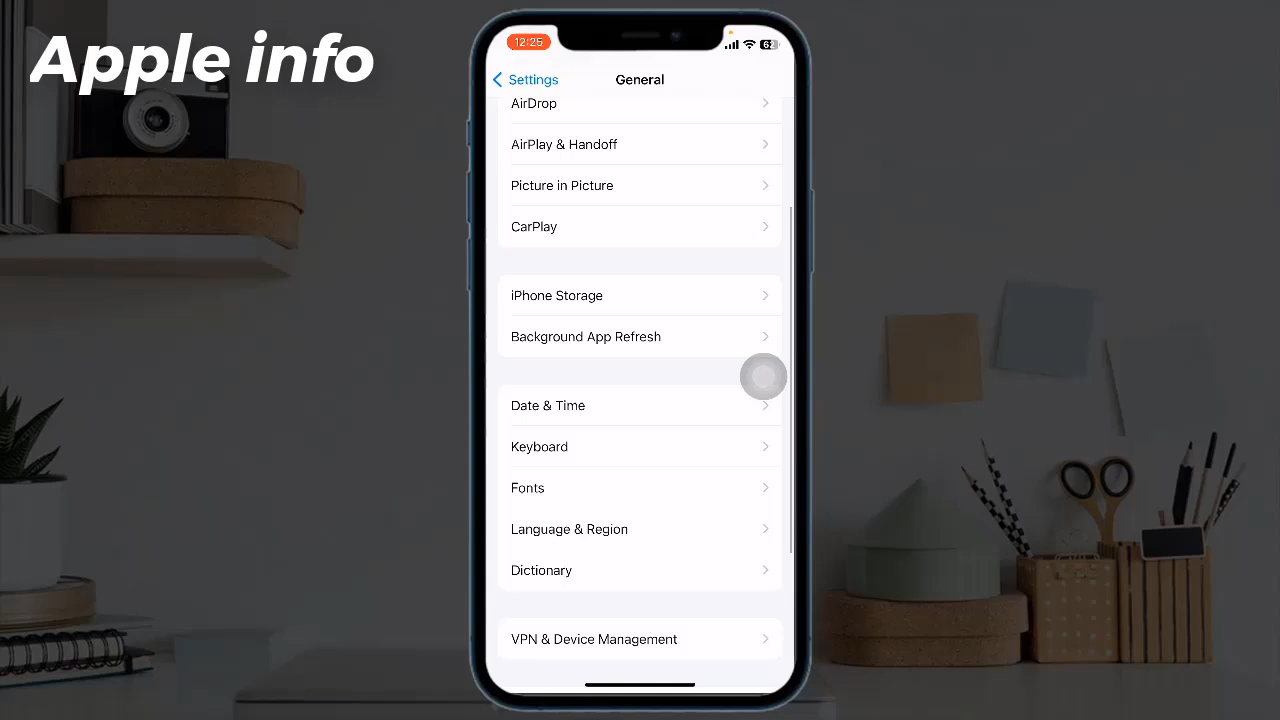 Apple info
12:25
62
Settings
General
AirDrop
AirPlay & Handoff
Picture in Picture
CarPlay
iPhone Storage
Background App Refresh
Date & Time
Keyboard
Fonts
Language & Region
Dictionary
VPN & Device Management